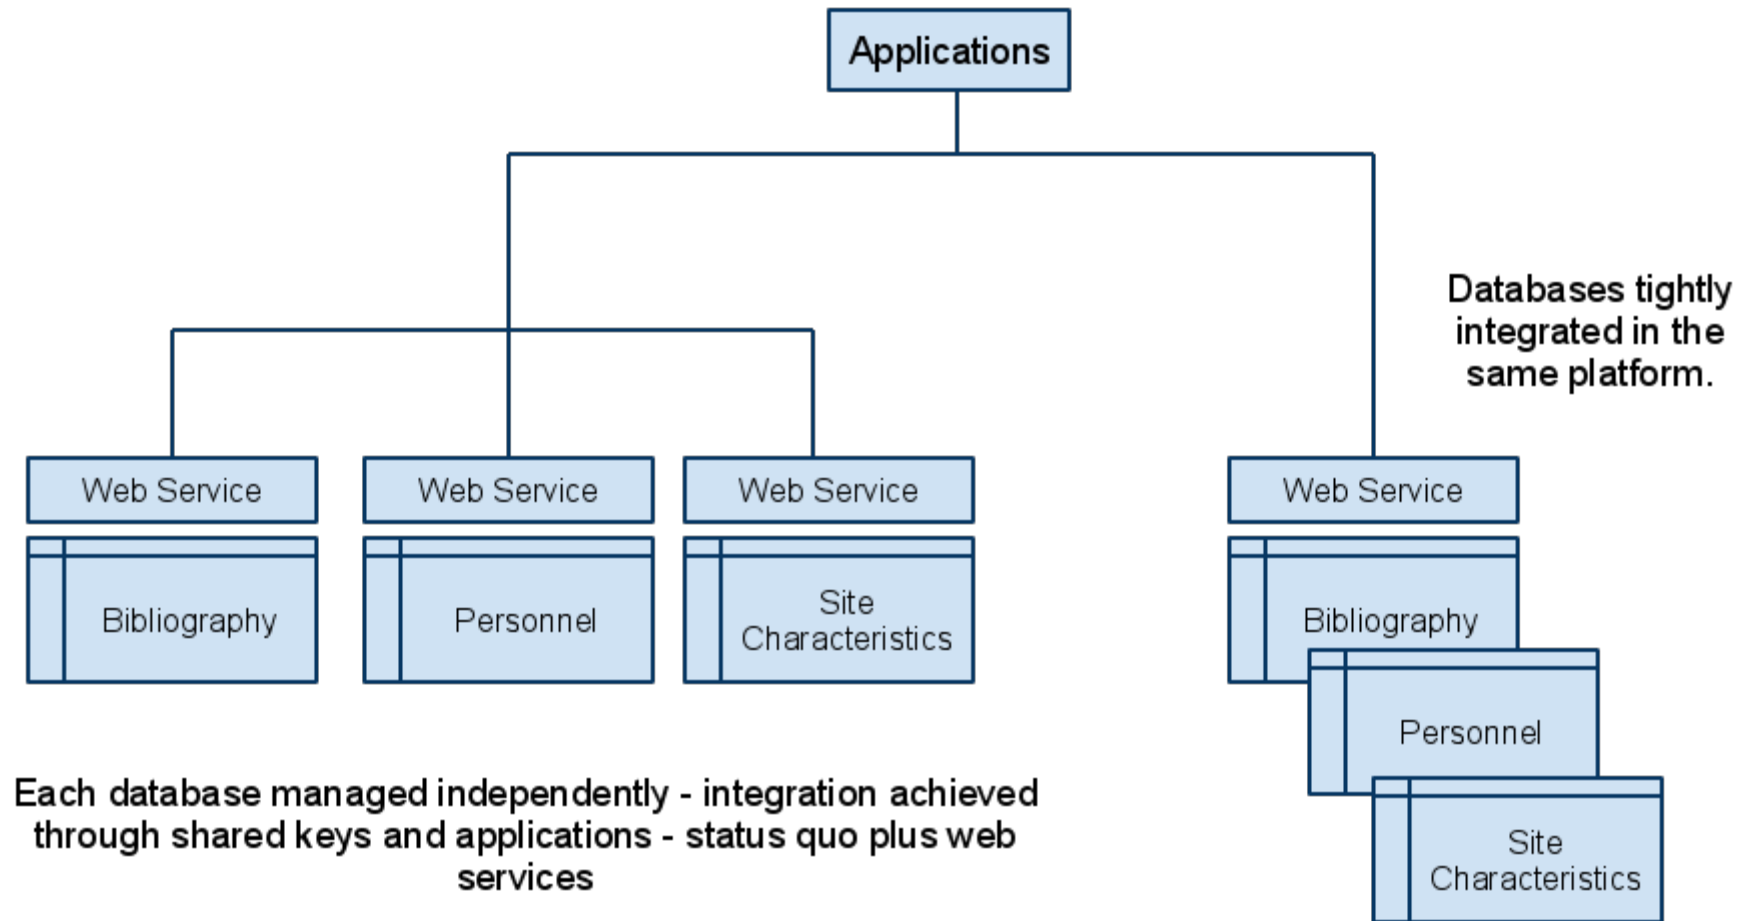 Applications
Databases tightly
integrated in the
same platform.
Web Service
Web Service
Web Service
Web Service
Bibliography
Personnel
Site
Characteristics
Bibliography
Personnel
Site
Characteristics
Each database managed independently - integration achieved
through shared keys and applications - status quo plus web
services